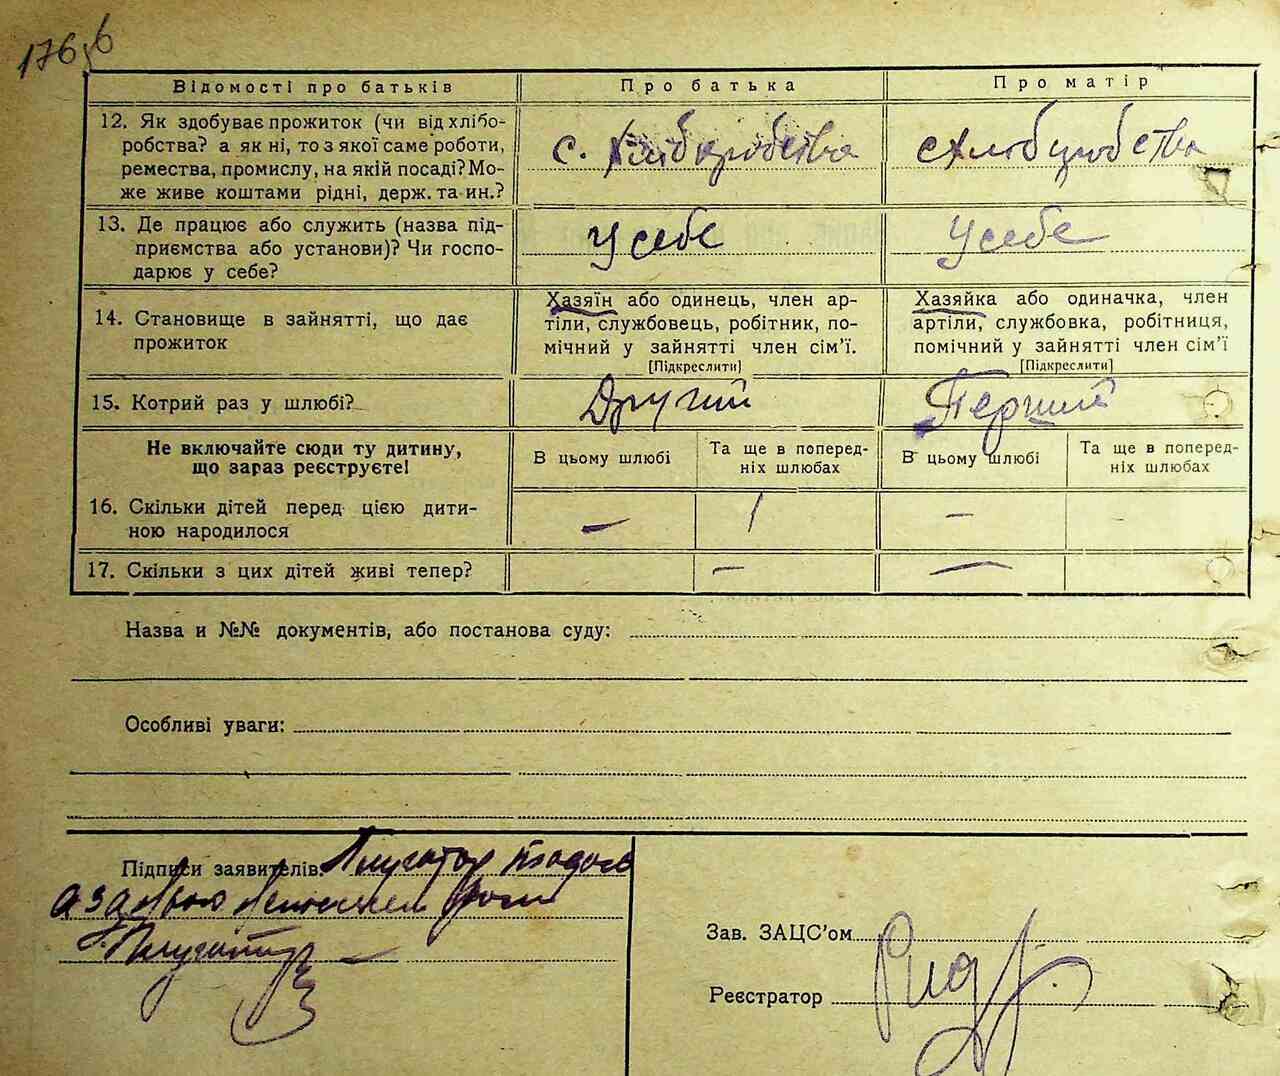 176,б
Відомості про батьків
Про батька
Про матір
12. Як здобуває прожиток (чи від хлібо-
робства? а як ні, то з якої саме роботи,
ремества, промислу, на якій посаді? Мо-
же живе коштами рідні, держ. та ин.?
с. хліборобства
с хліборобства
13. Де працює або служить (назва під-
приємства або установи)? Чи госпо-
дарює у себе?
У себе
У себе
14. Становище в зайнятті, що дає
прожиток
Хазяїн або одинець, член ар-
тіли, службовець, робітник, по-
мічний у зайнятті член сім'ї.
[Підкреслити]
Хазяйка або одиначка, член
артіли, службовка, робітниця,
помічний у зайнятті член сім'ї
[Підкреслити]
15. Котрий раз у шлюбі?
Другий
Перший
Не включайте сюди ту дитину,
що зараз реєструєте!
В цьому шлюбі
Та ще в поперед-
ніх шлюбах
В цьому шлюбі
Та ще в поперед-
ніх шлюбах
16. Скільки дітей перед цією дити-
ною народилося
— 1 — -
17. Скільки з цих дітей живі тепер?
— —
Назва и №№ документів, або постанова суду:
Особливі уваги:
Підписи заявителів:
Зав. ЗАЦС'ом
Реєстратор